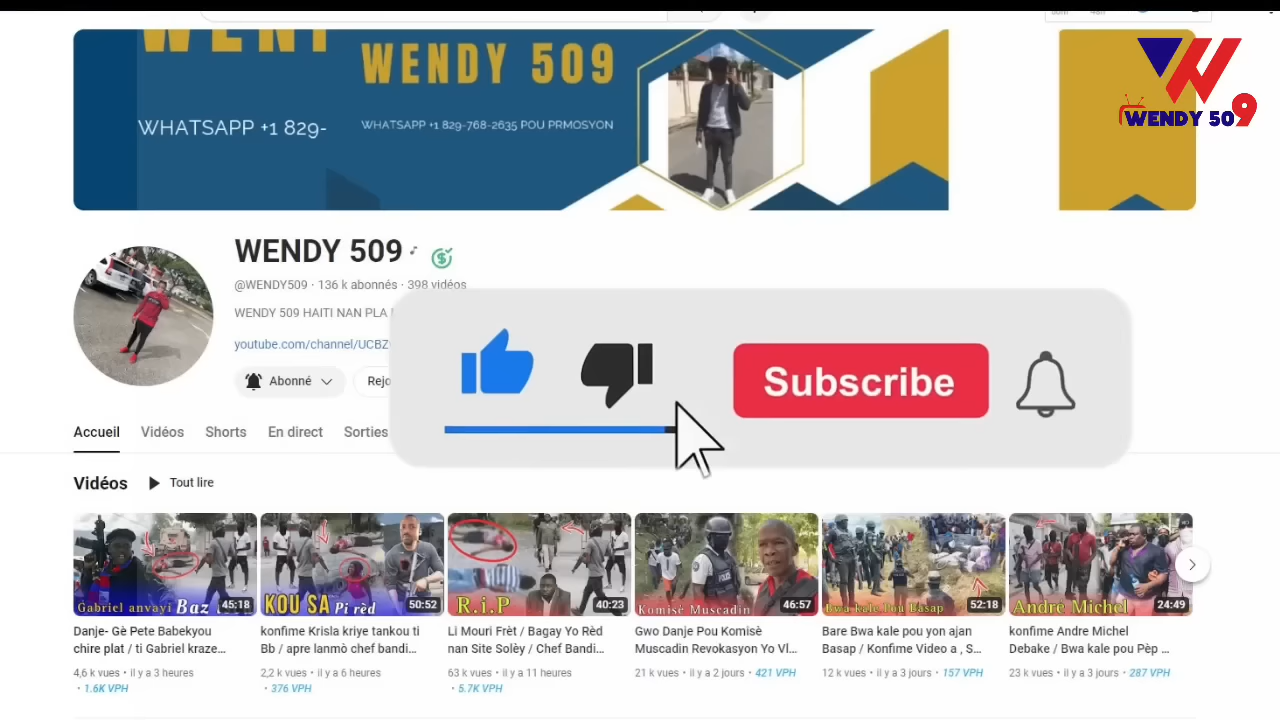 WENDY 509
WHATSAPP +1 829-
WHATSAPP +1 829-768-2635 POU PRMOSYON
WENDY 509
WENDY 509
@WENDY509 · 136 k abonnés · 398 vidéos
WENDY 509 HAITI NAN PLA
youtube.com/channel/UCBZ
Abonné
Rejo
Subscribe
Accueil
Vidéos
Shorts
En direct
Sorties
Vidéos
Tout lire
Gabriel anvayi Baz
45:18
KOU SA Pi rèd
50:52
R.i.P
40:23
Komisè Muscadin
46:57
Bwa kale pou Basap
52:18
Andre Michel
24:49
Danje- Gè Pete Babekyou
chire plat / ti Gabriel kraze...
4,6 k vues • il y a 3 heures
• 1.6K VPH
konfime Krisla kriye tankou ti
Bb / apre lanmò chef bandi...
2,2 k vues • il y a 6 heures
• 376 VPH
Li Mouri Frèt / Bagay Yo Rèd
nan Site Solèy / Chef Bandi...
63 k vues • il y a 11 heures
• 5.7K VPH
Gwo Danje Pou Komisè
Muscadin Revokasyon Yo Vl...
21 k vues • il y a 2 jours • 421 VPH
Bare Bwa kale pou yon ajan
Basap / Konfime Video a , S...
12 k vues • il y a 3 jours • 157 VPH
konfime Andre Michel
Debake / Bwa kale pou Pèp ...
23 k vues • il y a 3 jours • 287 VPH